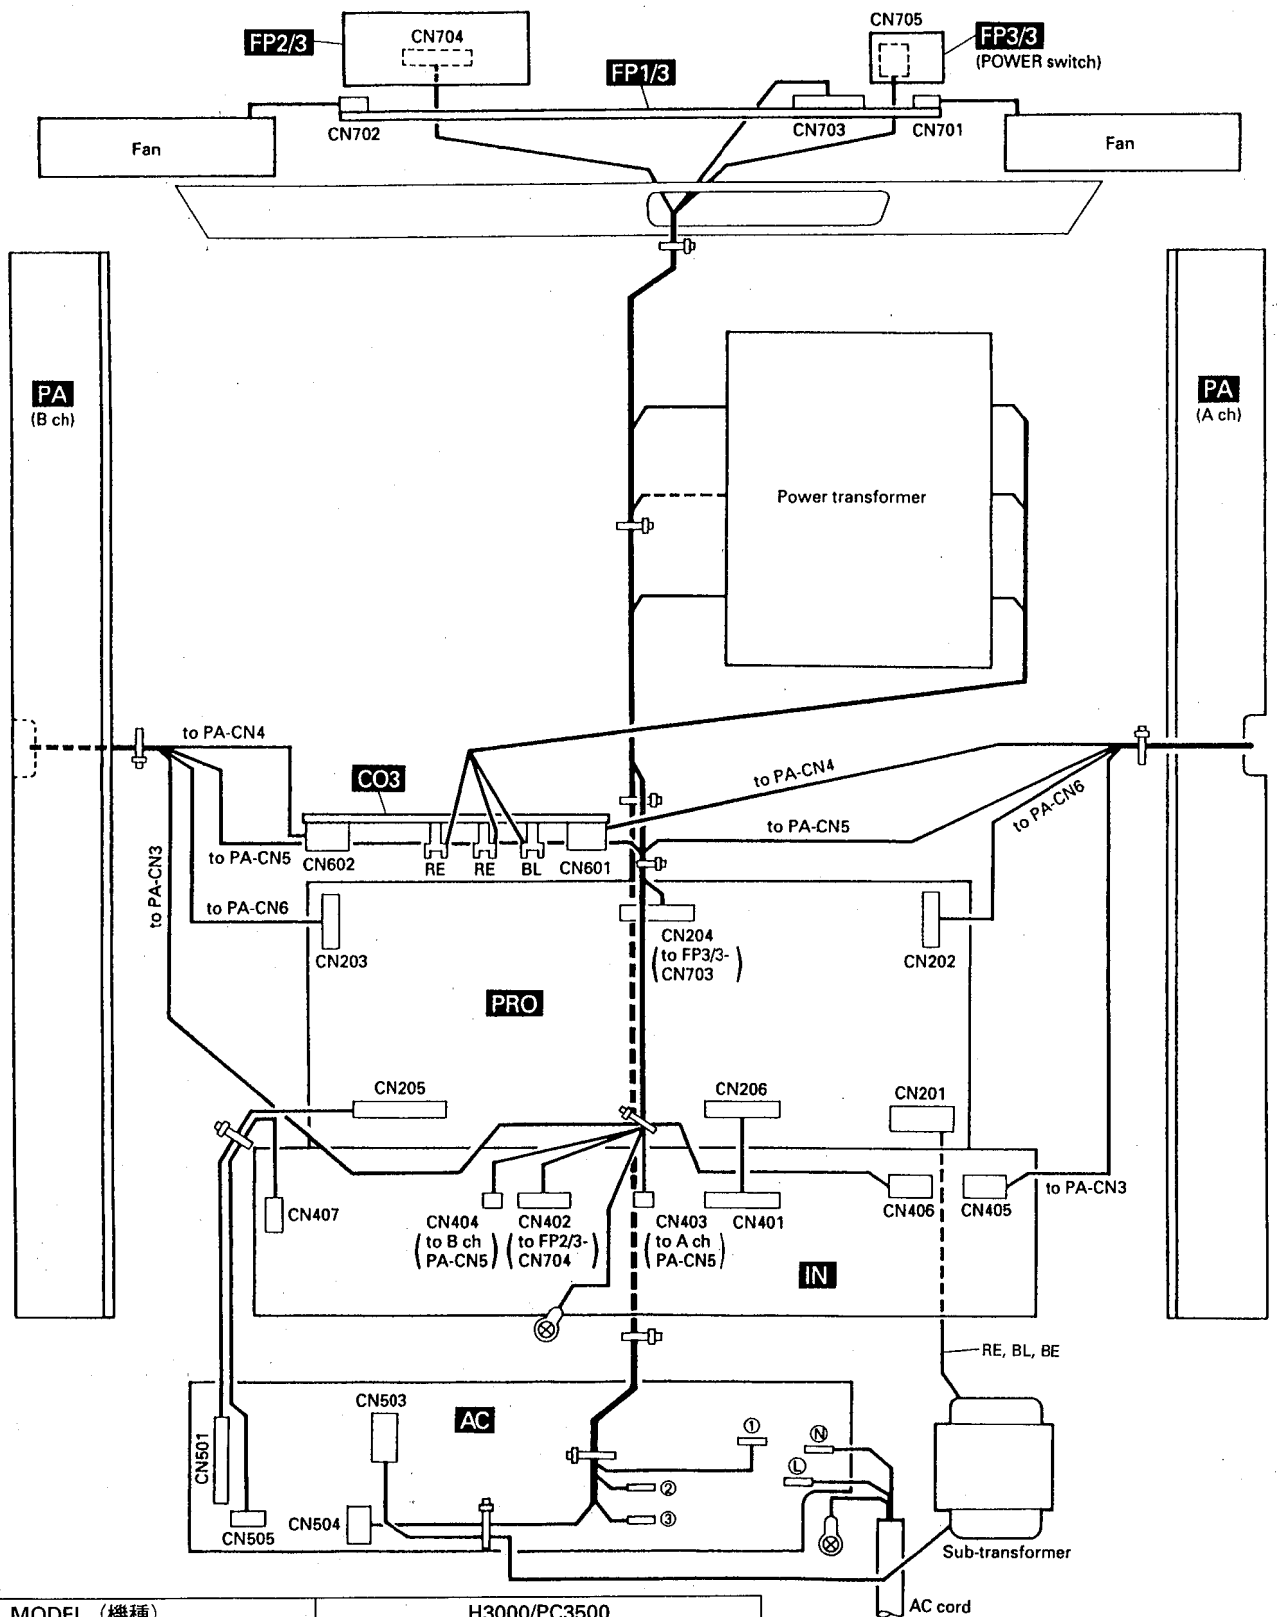 CN705
FP2/3
CN704
FP3/3
(POWER switch)
FP1/3
CN702
CN703
CN701
Fan
Fan
PA
(B ch)
PA
(A ch)
Power transformer
to PA-CN4
CO3
to PA-CN4
to PA-CN6
to PA-CN5
to PA-CN5
CN602
RE
RE
BL
CN601
to PA-CN3
to PA-CN6
CN203
CN204
(to FP3/3-
CN703)
CN202
PRO
CN205
CN206
CN201
CN407
CN404
(to B ch
PA-CN5)
CN402
(to FP2/3-
CN704)
CN403
(to A ch
PA-CN5)
CN401
CN406
CN405
to PA-CN3
IN
RE, BL, BE
CN503
AC
①
Ⓝ
CN501
Ⓛ
②
CN504
③
CN505
Sub-transformer
AC cord
MODEL (機種)
H3000/PC3500